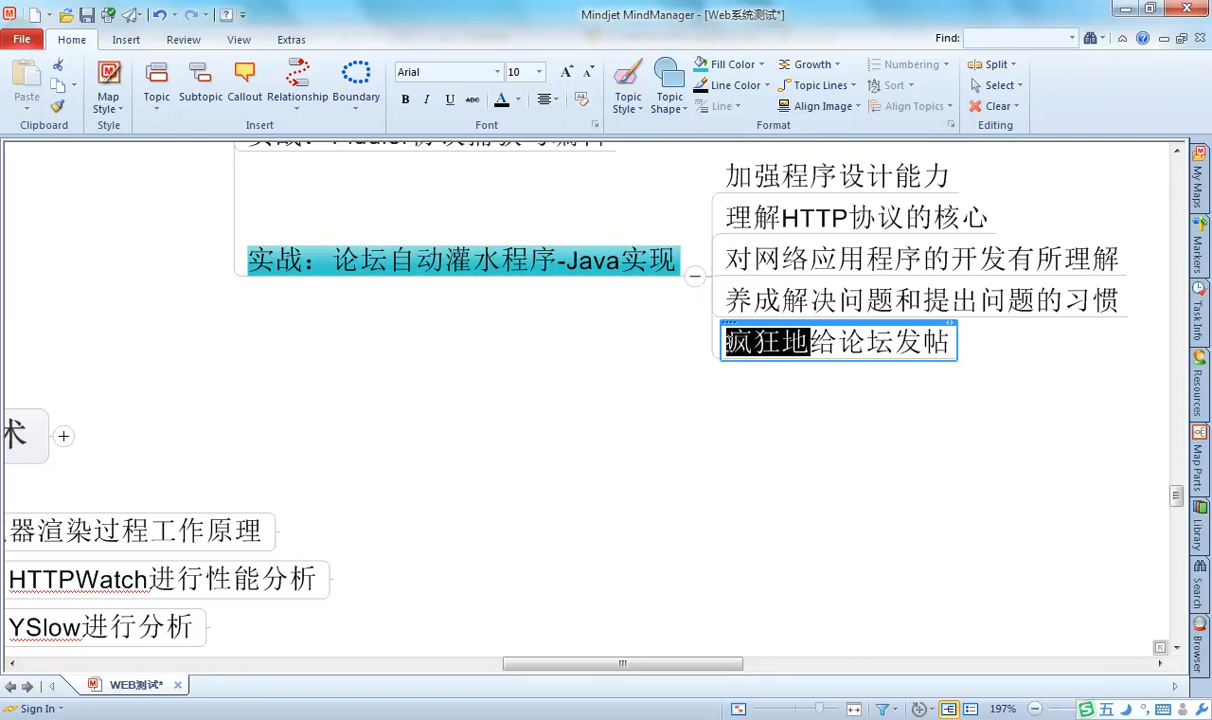 Mindjet MindManager - [Web系统测试*]
File Home Insert Review View Extras Find:
Paste Map Style Topic Subtopic Callout Relationship Boundary
Arial 10
B I U abc A
Topic Style Topic Shape
Fill Color Growth Numbering Split
Line Color Topic Lines Sort Select
Line Align Image Align Topics Clear
Clipboard Style Insert Font Format Editing
加强程序设计能力
理解HTTP协议的核心
实战：论坛自动灌水程序-Java实现
对网络应用程序的开发有所理解
养成解决问题和提出问题的习惯
疯狂地给论坛发帖
术
器渲染过程工作原理
HTTPWatch进行性能分析
YSlow进行分析
My Maps
Markers
Task Info
Resources
Map Parts
Library
Search
Browser
WEB测试*
Sign In 197% 五